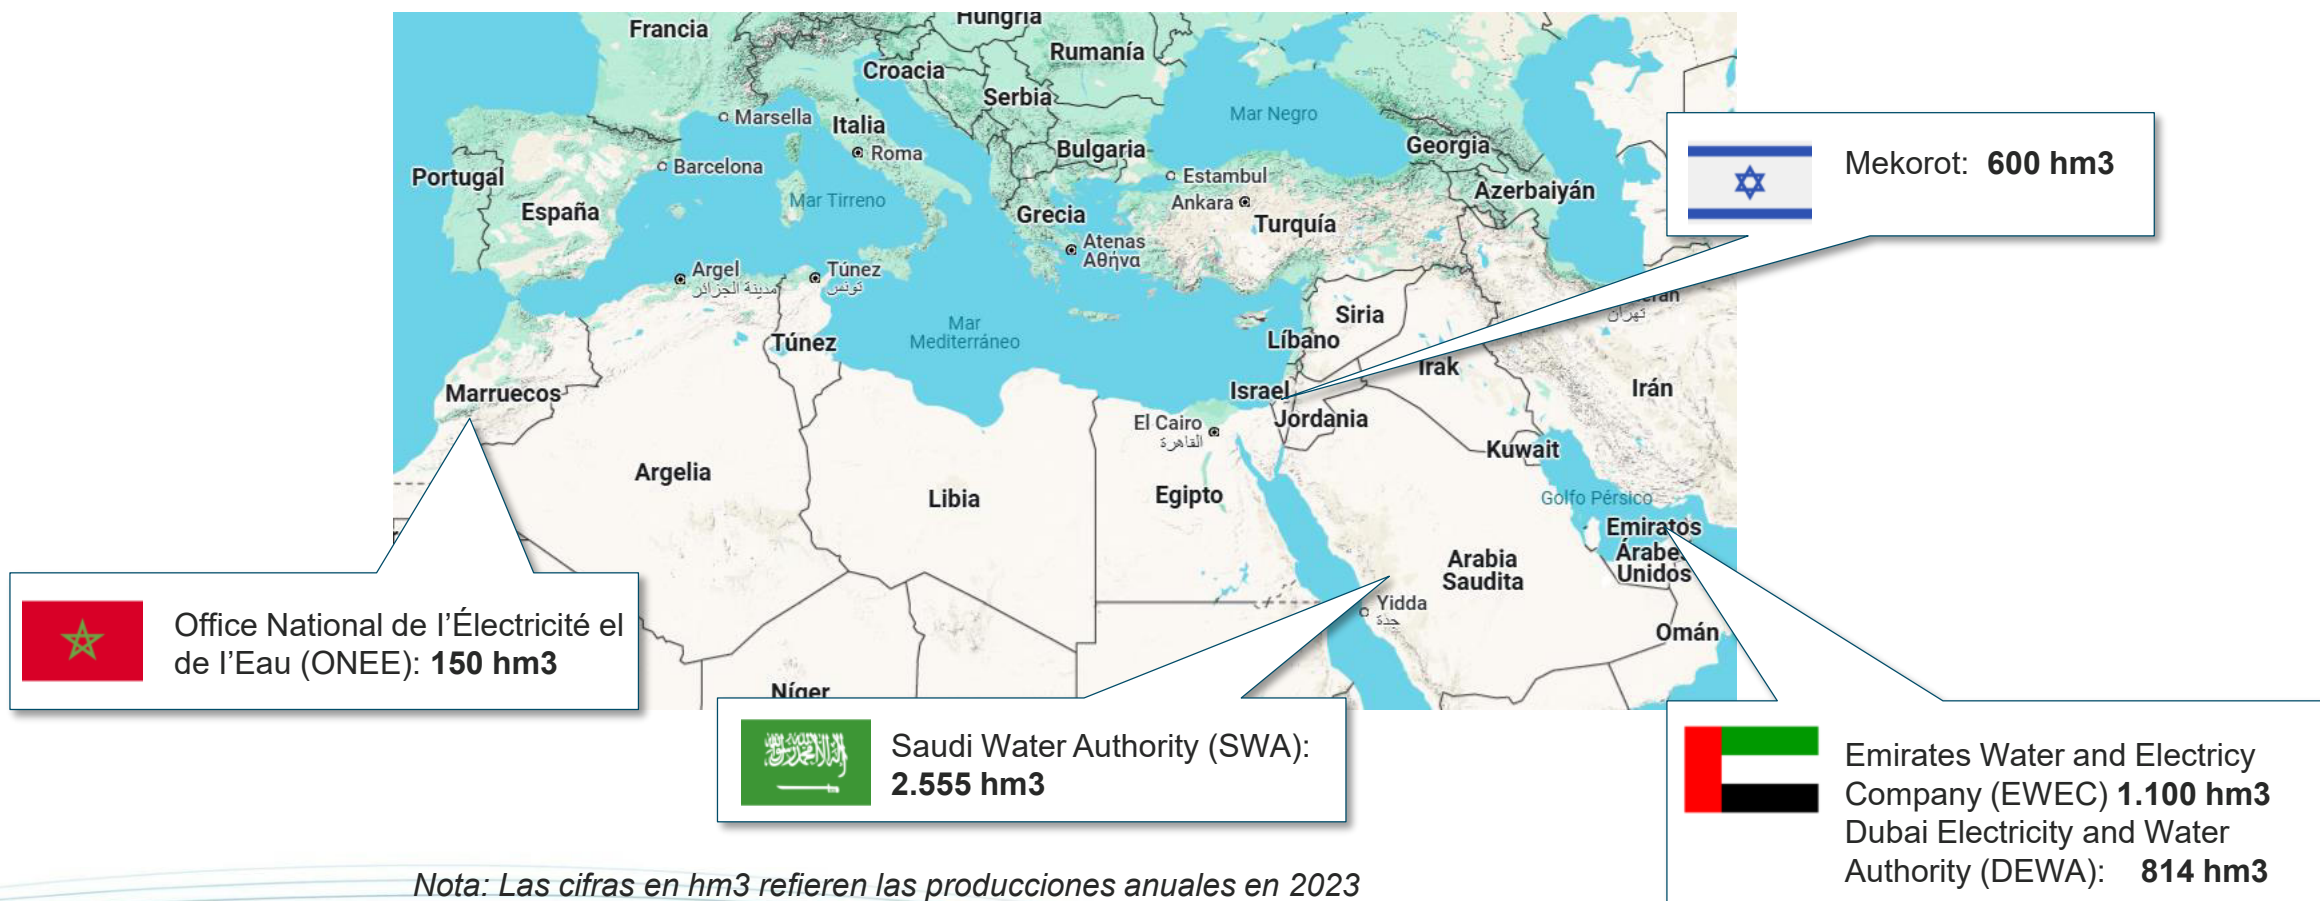 Francia
Hungría
Rumanía
Croacia
Serbia
Mar Negro
Marsella
Italia
Roma
Bulgaria
Georgia
Barcelona
Portugal
España
Mar Tirreno
Grecia
Estambul
Ankara
Turquía
Azerbaiyán
Atenas
Αθήνα
Argel
مدينة الجزائر
Túnez
تونس
Túnez
Mar
Mediterráneo
Siria
Líbano
تهران
Irak
Irán
Israel
Jordania
Marruecos
El Cairo
القاهرة
Kuwait
Argelia
Libia
Egipto
Golfo Pérsico
Emiratos
Árabes
Unidos
Arabia
Saudita
Yidda
جدة
Omán
Níger
Mekorot: 600 hm3
Office National de l’Électricité el
de l’Eau (ONEE): 150 hm3
Saudi Water Authority (SWA):
2.555 hm3
Emirates Water and Electricy
Company (EWEC) 1.100 hm3
Dubai Electricity and Water
Authority (DEWA): 814 hm3
Nota: Las cifras en hm3 refieren las producciones anuales en 2023